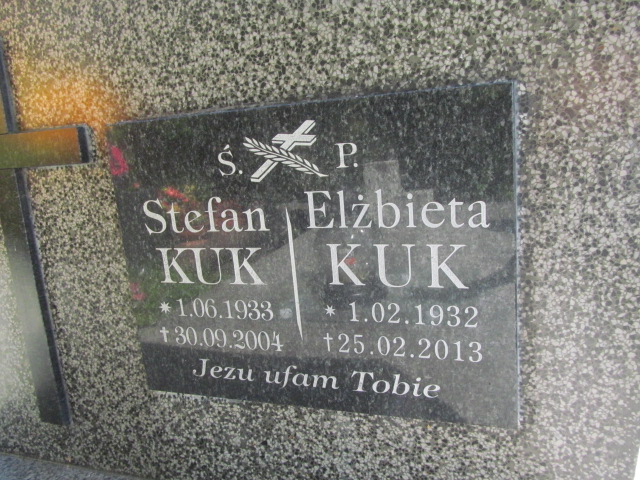 Ś. P.
Stefan
KUK
* 1.06.1933
† 30.09.2004
Elżbieta
KUK
* 1.02.1932
† 25.02.2013
Jezu ufam Tobie